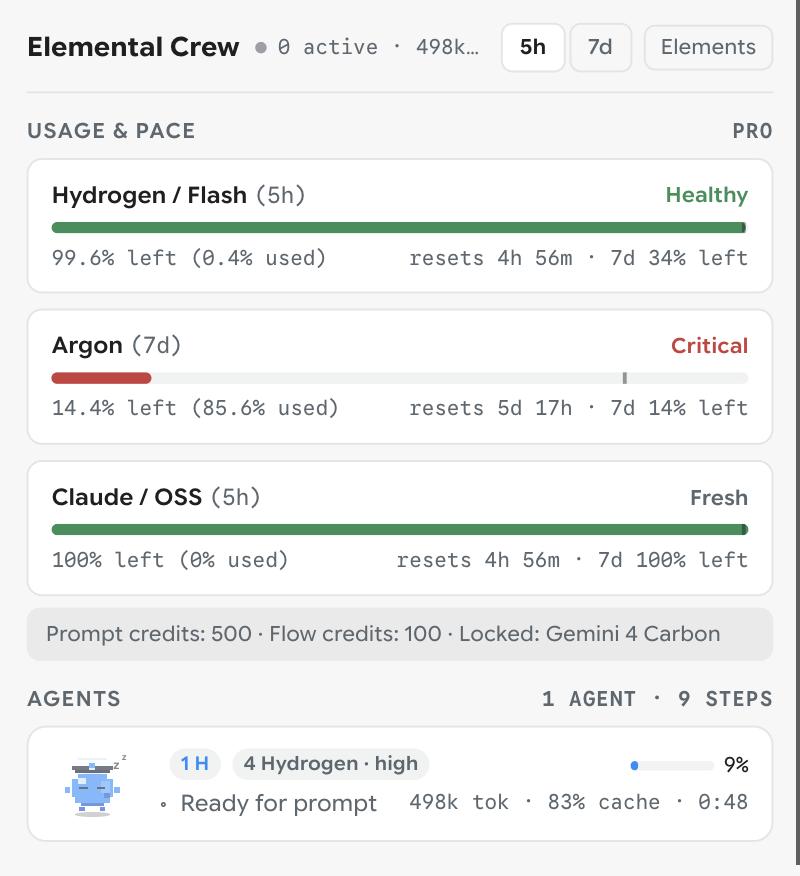 Elemental Crew 0 active · 498k… 5h 7d Elements
USAGE & PACE PRO
Hydrogen / Flash (5h) Healthy
99.6% left (0.4% used) resets 4h 56m · 7d 34% left
Argon (7d) Critical
14.4% left (85.6% used) resets 5d 17h · 7d 14% left
Claude / OSS (5h) Fresh
100% left (0% used) resets 4h 56m · 7d 100% left
Prompt credits: 500 · Flow credits: 100 · Locked: Gemini 4 Carbon
AGENTS 1 AGENT · 9 STEPS
z z 1 H 4 Hydrogen · high 9%
Ready for prompt 498k tok · 83% cache · 0:48